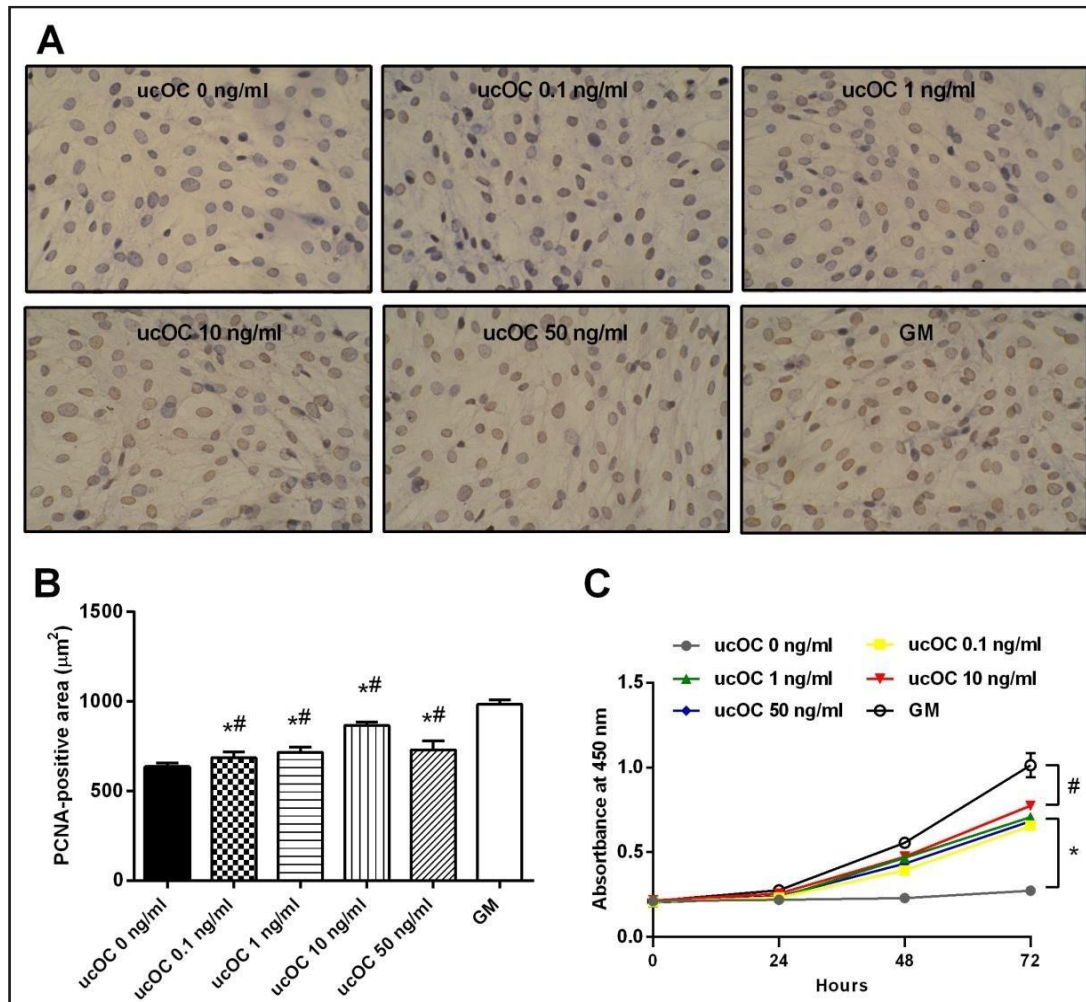 A
ucOC 0 ng/ml
ucOC 0.1 ng/ml
ucOC 1 ng/ml
ucOC 10 ng/ml
ucOC 50 ng/ml
GM
B
PCNA-positive area (µm²)
1500
1000
500
0
*#
*#
*#
*#
ucOC 0 ng/ml
ucOC 0.1 ng/ml
ucOC 1 ng/ml
ucOC 10 ng/ml
ucOC 50 ng/ml
GM
C
ucOC 0 ng/ml
ucOC 0.1 ng/ml
ucOC 1 ng/ml
ucOC 10 ng/ml
ucOC 50 ng/ml
GM
Absortbance at 450 nm
1.5
1.0
0.5
0.0
#
*
0
24
48
72
Hours